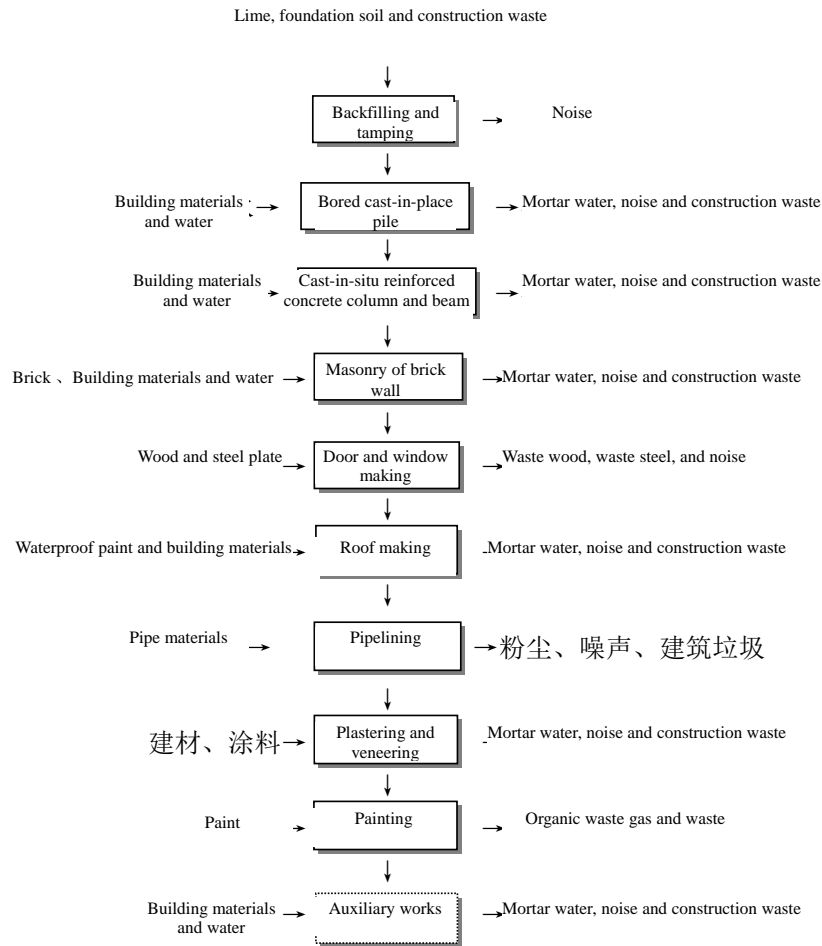 Lime, foundation soil and construction waste
Backfilling and
tamping
Noise
Building materials
and water
Bored cast-in-place
pile
Mortar water, noise and construction waste
Building materials
and water
Cast-in-situ reinforced
concrete column and beam
Mortar water, noise and construction waste
Brick 、Building materials and water
Masonry of brick
wall
Mortar water, noise and construction waste
Wood and steel plate
Door and window
making
Waste wood, waste steel, and noise
Waterproof paint and building materials
Roof making
Mortar water, noise and construction waste
Pipe materials
Pipelining
粉尘、噪声、建筑垃圾
建材、涂料
Plastering and
veneering
Mortar water, noise and construction waste
Paint
Painting
Organic waste gas and waste
Building materials
and water
Auxiliary works
Mortar water, noise and construction waste